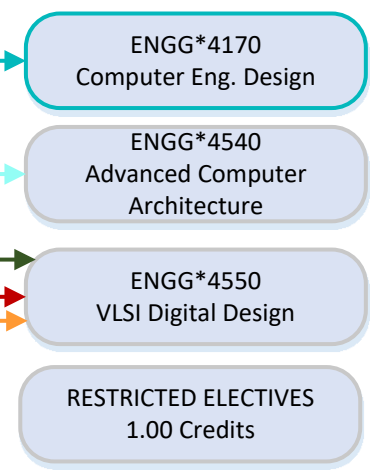 ENGG*4170
Computer Eng. Design
ENGG*4540
Advanced Computer
Architecture
ENGG*4550
VLSI Digital Design
RESTRICTED ELECTIVES
1.00 Credits